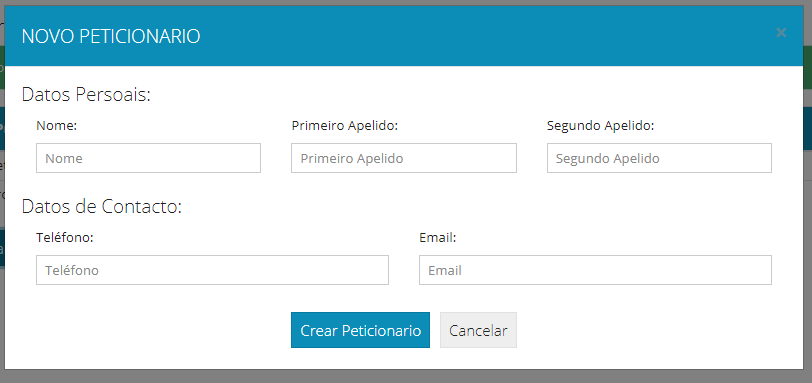 NOVO PETICIONARIO ×
Datos Persoais:
Nome: Primeiro Apelido: Segundo Apelido:
Nome Primeiro Apelido Segundo Apelido
Datos de Contacto:
Teléfono: Email:
Teléfono Email
Crear Peticionario Cancelar